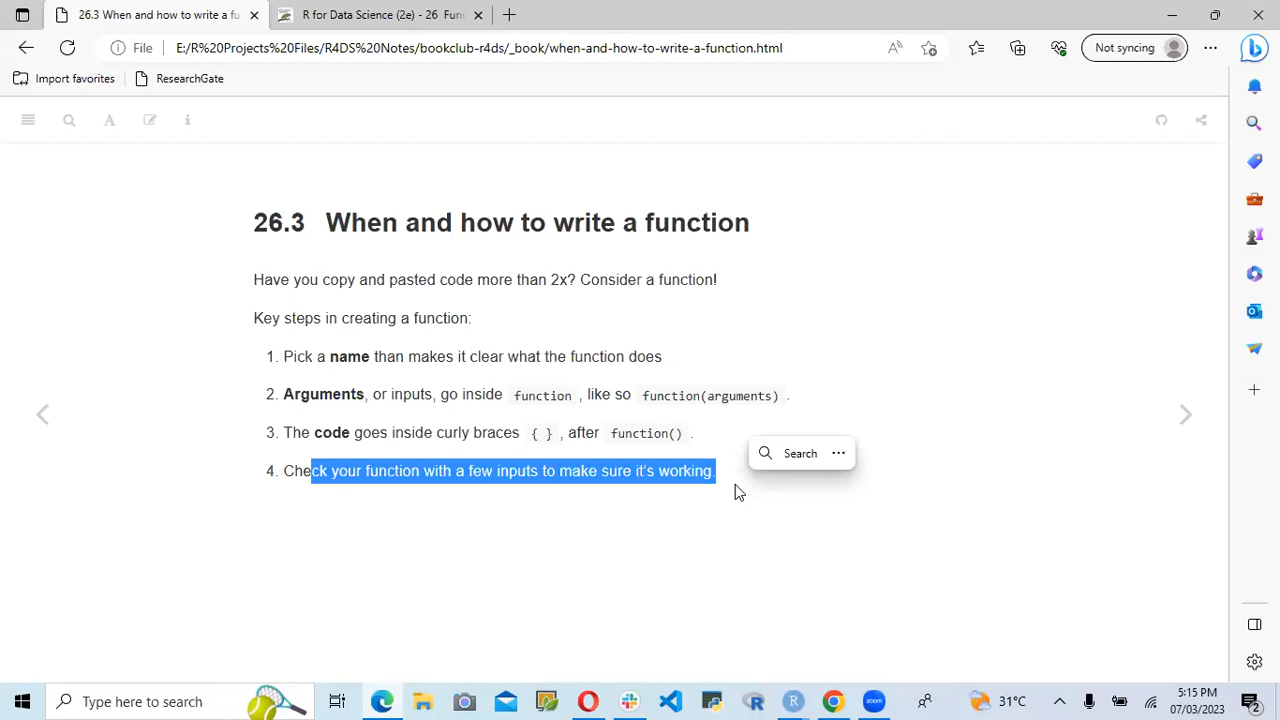 26.3 When and how to write a fu
R for Data Science (2e) - 26 Func
File
E:/R%20Projects%20Files/R4DS%20Notes/bookclub-r4ds/_book/when-and-how-to-write-a-function.html
Not syncing
Import favorites
ResearchGate
26.3 When and how to write a function
Have you copy and pasted code more than 2x? Consider a function!
Key steps in creating a function:
1. Pick a name than makes it clear what the function does
2. Arguments, or inputs, go inside function , like so function(arguments) .
3. The code goes inside curly braces { } , after function() .
4. Check your function with a few inputs to make sure it's working.
Search
Type here to search
31°C
5:15 PM
07/03/2023
2